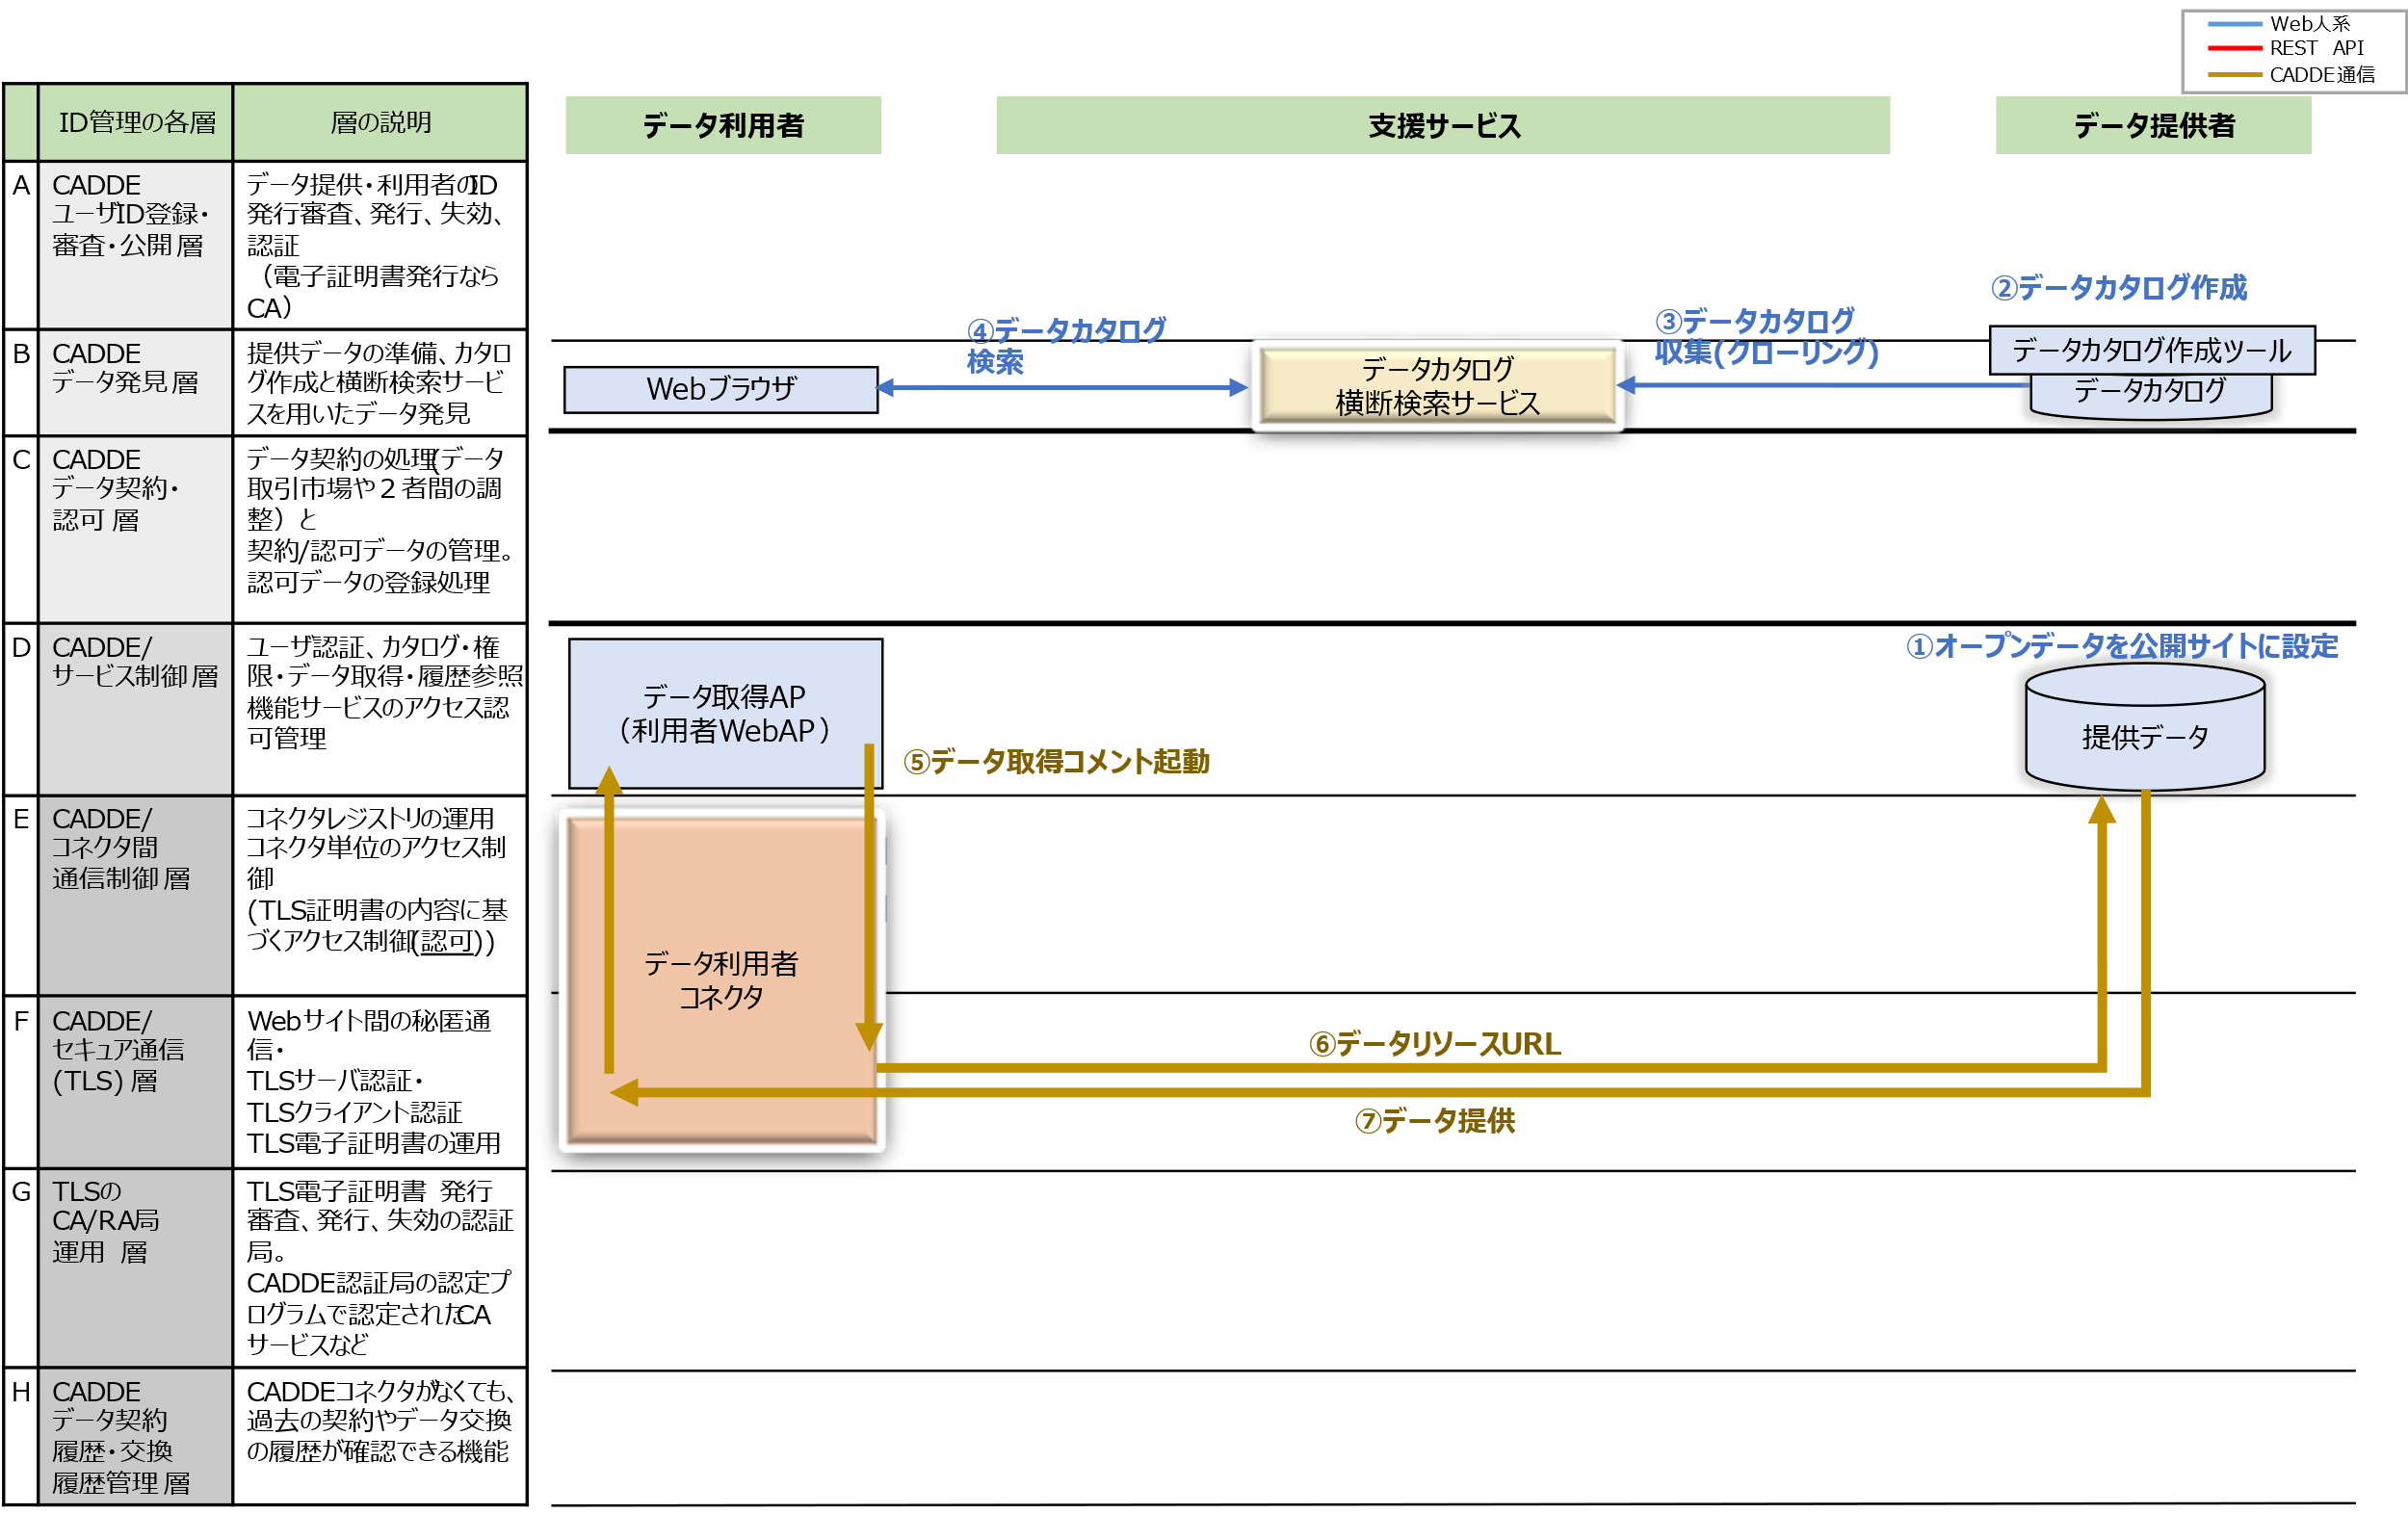 Web人系
REST API
CADDE通信
ID管理の各層
層の説明
データ利用者
支援サービス
データ提供者
A
CADDE
ユーザID登録・
審査・公開 層
データ提供・利用者のID
発行審査、発行、失効、
認証
（電子証明書発行なら
CA）
B
CADDE
データ発見 層
提供データの準備、カタロ
グ作成と横断検索サービ
スを用いたデータ発見
C
CADDE
データ契約・
認可 層
データ契約の処理(データ
取引市場や２者間の調
整）と
契約/認可データの管理。
認可データの登録処理
D
CADDE/
サービス制御 層
ユーザ認証、カタログ・権
限・データ取得・履歴参照
機能サービスのアクセス認
可管理
E
CADDE/
コネクタ間
通信制御 層
コネクタレジストリの運用
コネクタ単位のアクセス制
御
(TLS証明書の内容に基
づくアクセス制御(認可))
F
CADDE/
セキュア通信
(TLS) 層
Webサイト間の秘匿通
信・
TLSサーバ認証・
TLSクライアント認証
TLS電子証明書の運用
G
TLSの
CA/RA局
運用 層
TLS電子証明書 発行
審査、発行、失効の認証
局。
CADDE認証局の認定プ
ログラムで認定されたCA
サービスなど
H
CADDE
データ契約
履歴・交換
履歴管理 層
CADDEコネクタがなくても、
過去の契約やデータ交換
の履歴が確認できる機能
②データカタログ作成
④データカタログ
検索
③データカタログ
収集(クローリング)
Webブラウザ
データカタログ
横断検索サービス
データカタログ作成ツール
データカタログ
①オープンデータを公開サイトに設定
データ取得AP
（利用者WebAP）
提供データ
⑤データ取得コメント起動
データ利用者
コネクタ
⑥データリソースURL
⑦データ提供